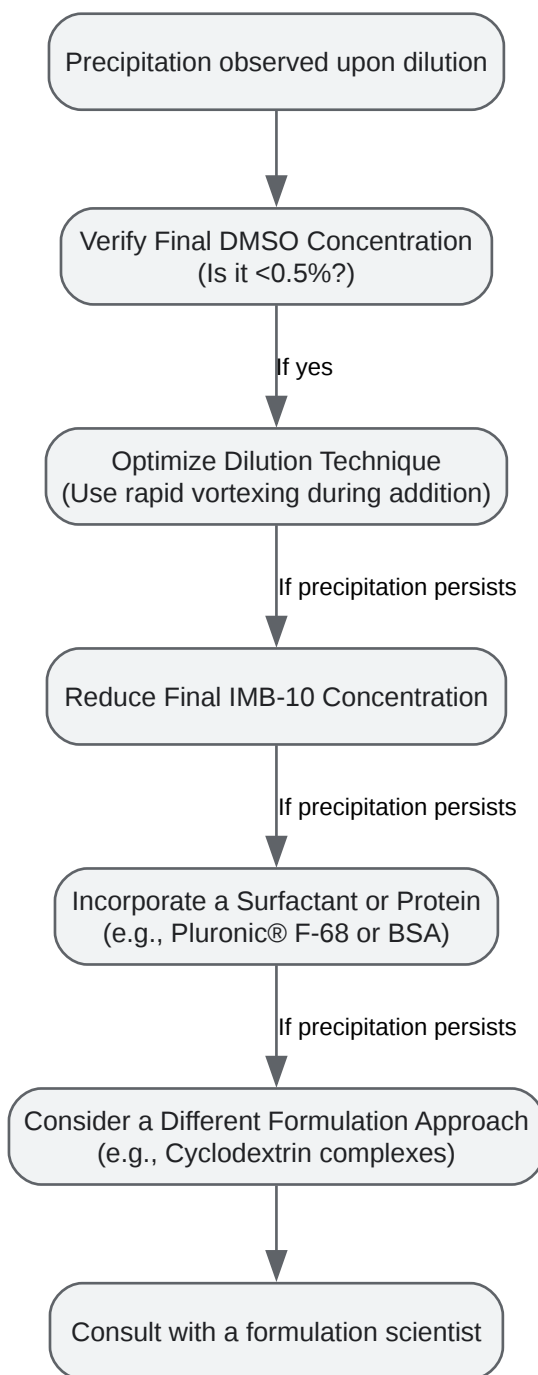 Precipitation observed upon dilution
Verify Final DMSO Concentration
(Is it <0.5%?)
If yes
Optimize Dilution Technique
(Use rapid vortexing during addition)
If precipitation persists
Reduce Final IMB-10 Concentration
If precipitation persists
Incorporate a Surfactant or Protein
(e.g., Pluronic® F-68 or BSA)
If precipitation persists
Consider a Different Formulation Approach
(e.g., Cyclodextrin complexes)
Consult with a formulation scientist